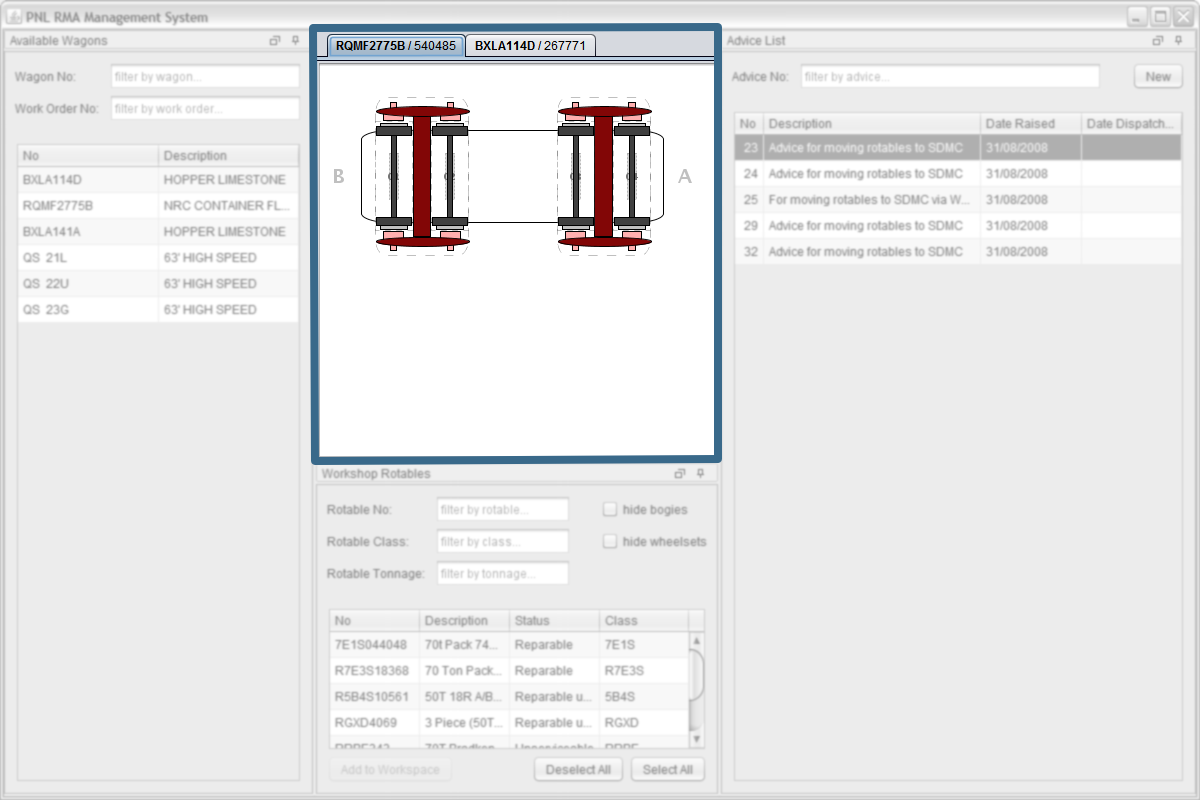 PNL RMA Management System
Available Wagons
Wagon No: filter by wagon...
Work Order No: filter by work order...
No Description
BXLA114D HOPPER LIMESTONE
RQMF2775B NRC CONTAINER FL...
BXLA141A HOPPER LIMESTONE
QS 21L 63' HIGH SPEED
QS 22U 63' HIGH SPEED
QS 23G 63' HIGH SPEED
RQMF2775B / 540485 BXLA114D / 267771
B A
Workshop Rotables
Rotable No: filter by rotable... hide bogies
Rotable Class: filter by class... hide wheelsets
Rotable Tonnage: filter by tonnage...
No Description Status Class
7E1S044048 70t Pack 74... Reparable 7E1S
R7E3S18368 70 Ton Pack... Reparable R7E3S
R5B4S10561 50T 18R A/B... Reparable u... 5B4S
RGXD4069 3 Piece (50T... Reparable u... RGXD
Add to Workspace Deselect All Select All
Advice List
Advice No: filter by advice... New
No Description Date Raised Date Dispatch...
23 Advice for moving rotables to SDMC 31/08/2008
24 Advice for moving rotables to SDMC 31/08/2008
25 For moving rotables to SDMC via W... 31/08/2008
29 Advice for moving rotables to SDMC 31/08/2008
32 Advice for moving rotables to SDMC 31/08/2008